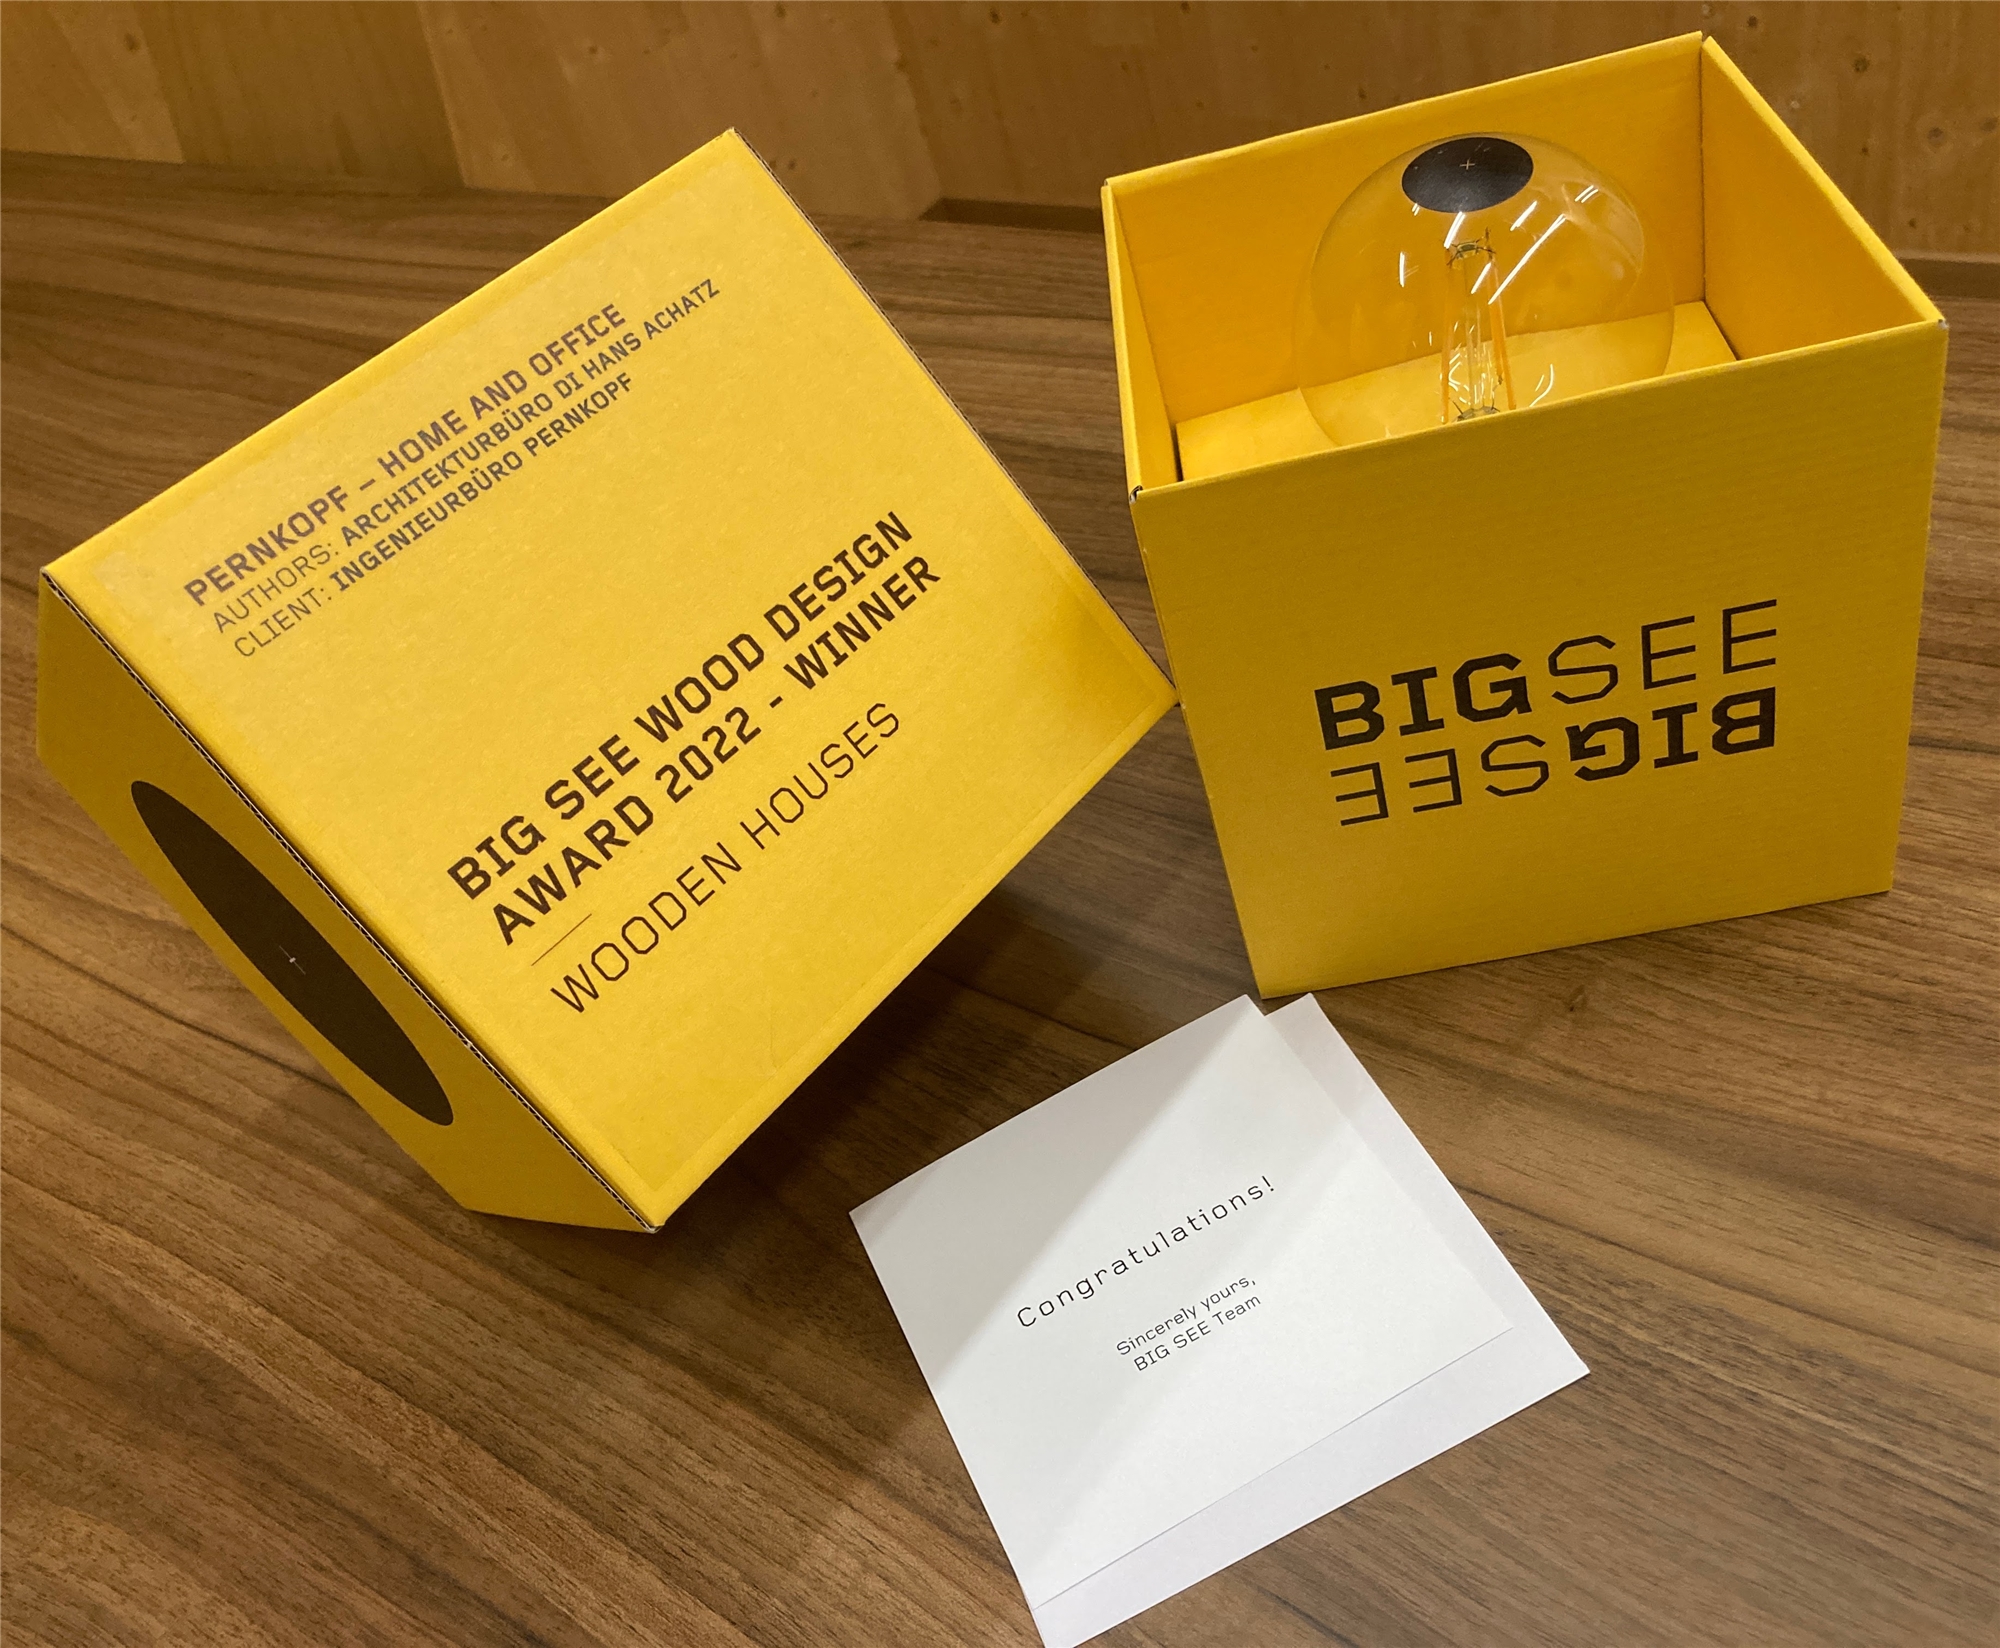 PERNKOPF – HOME AND OFFICE
AUTHORS: ARCHITEKTURBÜRO DI HANS ACHATZ
CLIENT: INGENIEURBÜRO PERNKOPF
BIG SEE WOOD DESIGN
AWARD 2022 - WINNER
WOODEN HOUSES
BIGSEE
BIGSEE
Congratulations!
Sincerely yours,
BIG SEE Team